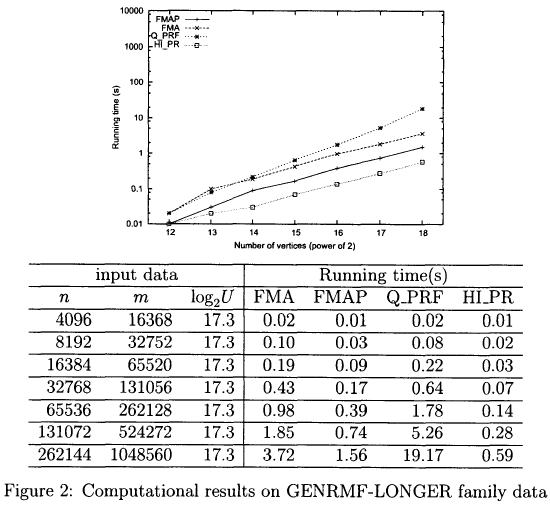 FMAP
FMA
Q_PRF
HI_PR
10000
1000
100
10
1
0.1
0.01
Running time (s)
12 13 14 15 16 17 18
Number of vertices (power of 2)
input data Running time(s)
n m log₂U FMA FMAP Q_PRF HI_PR
4096 16368 17.3 0.02 0.01 0.02 0.01
8192 32752 17.3 0.10 0.03 0.08 0.02
16384 65520 17.3 0.19 0.09 0.22 0.03
32768 131056 17.3 0.43 0.17 0.64 0.07
65536 262128 17.3 0.98 0.39 1.78 0.14
131072 524272 17.3 1.85 0.74 5.26 0.28
262144 1048560 17.3 3.72 1.56 19.17 0.59
Figure 2: Computational results on GENRMF-LONGER family data